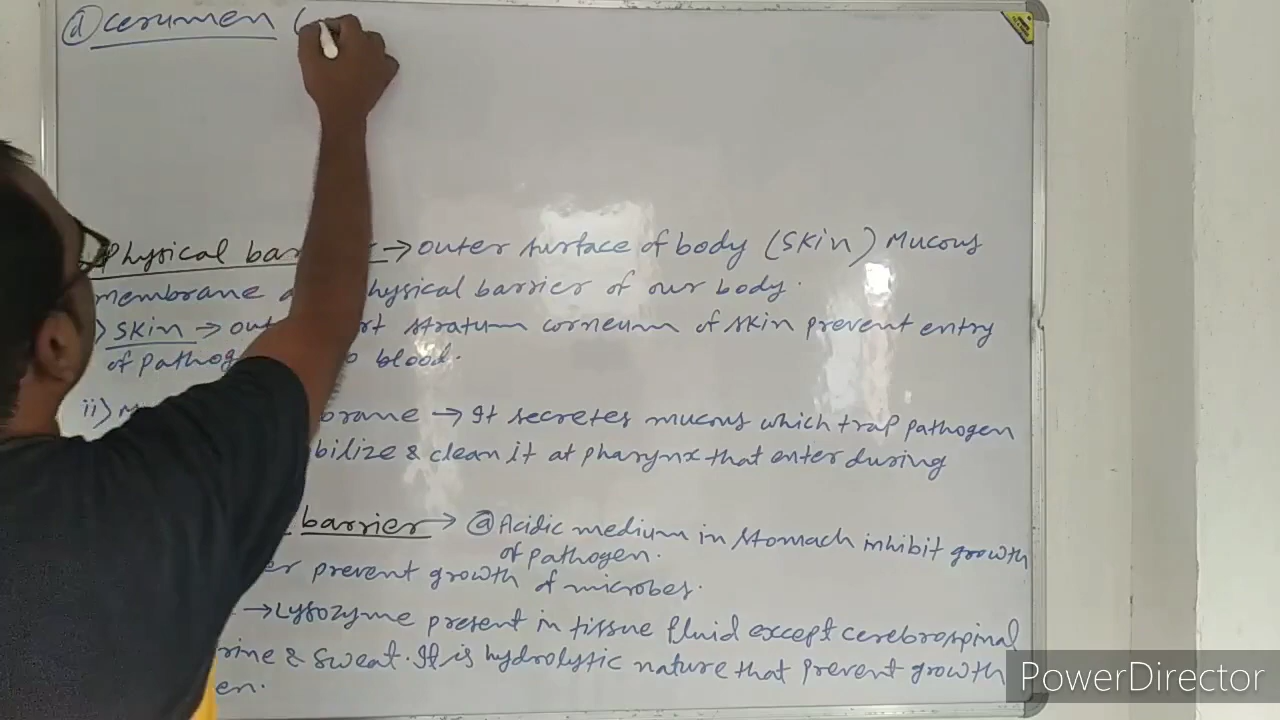 ⓓ Cerumen (
Physical bar → outer surface of body (skin) Mucous
membrane physical barrier of our body.
) Skin → out rt stratum corneum of skin prevent entry
of pathog o blood.
ii) M brane → It secretes mucous which trap pathogen
bilize & clean it at pharynx that enter during
barrier → ⓐ Acidic medium in stomach inhibit growth
of pathogen.
er prevent growth of microbes.
→ Lysozyme present in tissue fluid except cerebrospinal
rine & sweat. It is hydrolytic nature that prevent growth
en.
PowerDirector